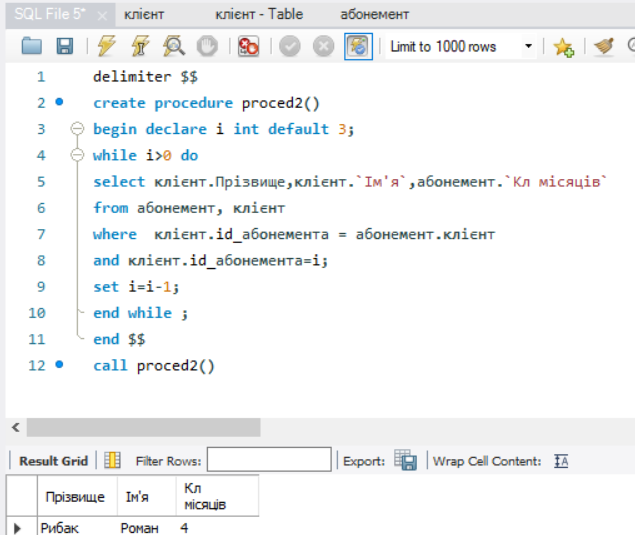 SQL File 5* × клієнт клієнт - Table абонемент
Limit to 1000 rows
1 delimiter $$
2 create procedure proced2()
3 begin declare i int default 3;
4 while i>0 do
5 select клієнт.Прізвище,клієнт.`Ім'я`,абонемент.`Кл місяців`
6 from абонемент, клієнт
7 where клієнт.id_абонемента = абонемент.клієнт
8 and клієнт.id_абонемента=i;
9 set i=i-1;
10 end while ;
11 end $$
12 call proced2()
Result Grid Filter Rows: Export: Wrap Cell Content: IA
Прізвище Ім'я Кл
місяців
Рибак Роман 4